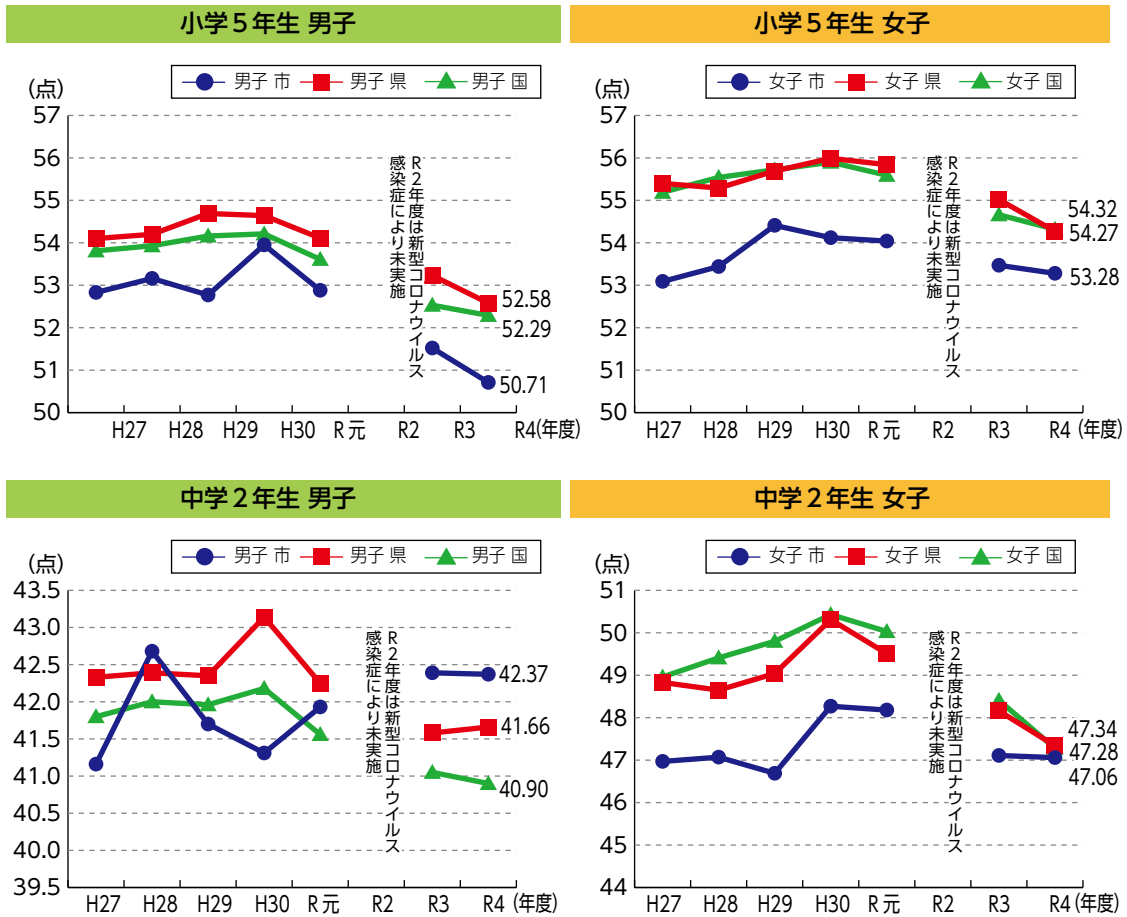 小学5年生 男子
(点)
男子 市 男子 県 男子 国
57
56
55
54
53
52
51
50
R2年度は新型コロナウイルス
感染症により未実施
52.58
52.29
50.71
H27 H28 H29 H30 R元 R2 R3 R4(年度)
小学5年生 女子
(点)
女子 市 女子 県 女子 国
57
56
55
54
53
52
51
50
R2年度は新型コロナウイルス
感染症により未実施
54.32
54.27
53.28
H27 H28 H29 H30 R元 R2 R3 R4(年度)
中学2年生 男子
(点)
男子 市 男子 県 男子 国
43.5
43.0
42.5
42.0
41.5
41.0
40.5
40.0
39.5
R2年度は新型コロナウイルス
感染症により未実施
42.37
41.66
40.90
H27 H28 H29 H30 R元 R2 R3 R4(年度)
中学2年生 女子
(点)
女子 市 女子 県 女子 国
51
50
49
48
47
46
45
44
R2年度は新型コロナウイルス
感染症により未実施
47.34
47.28
47.06
H27 H28 H29 H30 R元 R2 R3 R4(年度)